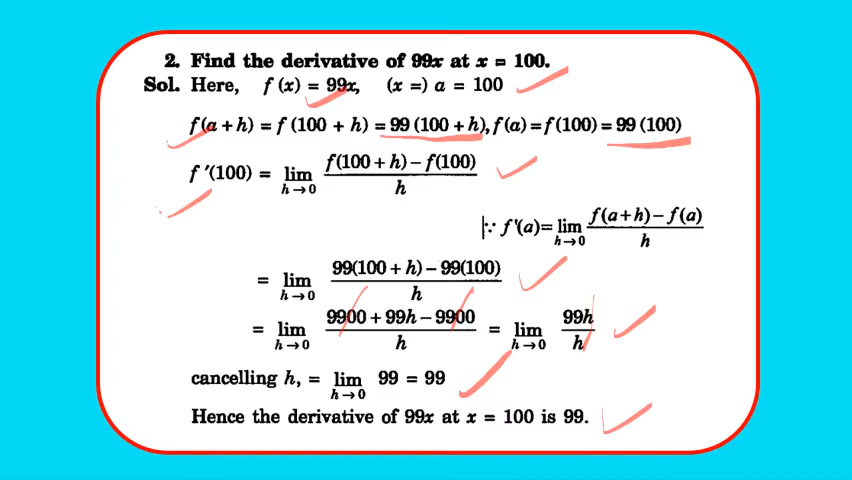 2. Find the derivative of 99x at x = 100.
Sol. Here, f (x) = 99x, (x =) a = 100
f(a + h) = f (100 + h) = 99 (100 + h), f(a) = f(100) = 99 (100)
f ′(100) = lim h→0 f(100 + h) – f(100) / h
|∵ f′(a)= lim h→0 f(a+h)–f(a) / h
= lim h→0 99(100 + h) – 99(100) / h
= lim h→0 9900 + 99h – 9900 / h = lim h→0 99h / h
cancelling h, = lim h→0 99 = 99
Hence the derivative of 99x at x = 100 is 99.